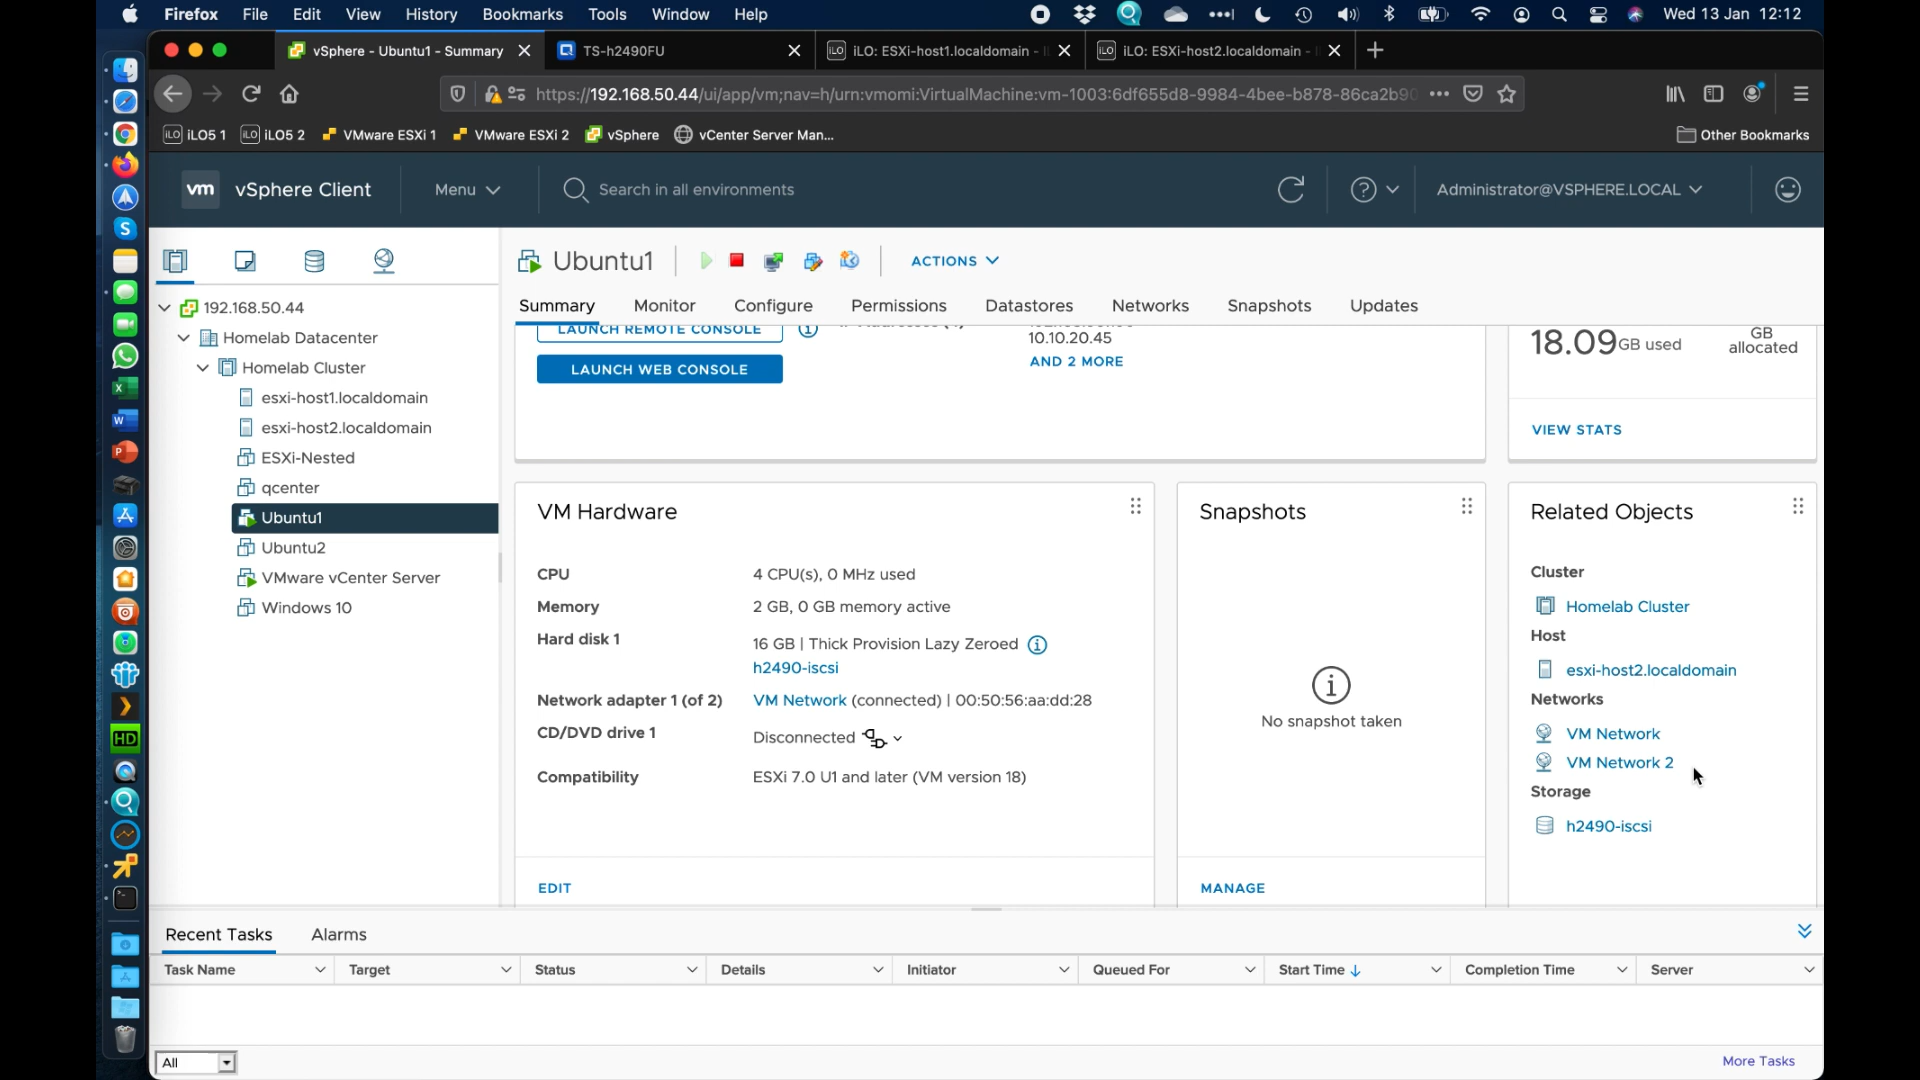 Firefox File Edit View History Bookmarks Tools Window Help Wed 13 Jan 12:12
vSphere - Ubuntu1 - Summary TS-h2490FU iLO: ESXi-host1.localdomain - iLO: ESXi-host2.localdomain -
https://192.168.50.44/ui/app/vm;nav=h/urn:vmomi:VirtualMachine:vm-1003:6df655d8-9984-4bee-b878-86ca2b90
iLO5 1 iLO5 2 VMware ESXi 1 VMware ESXi 2 vSphere vCenter Server Man... Other Bookmarks
vm vSphere Client Menu Search in all environments Administrator@VSPHERE.LOCAL
Ubuntu1 ACTIONS
Summary Monitor Configure Permissions Datastores Networks Snapshots Updates
192.168.50.44
Homelab Datacenter
Homelab Cluster
esxi-host1.localdomain
esxi-host2.localdomain
ESXi-Nested
qcenter
Ubuntu1
Ubuntu2
VMware vCenter Server
Windows 10
LAUNCH REMOTE CONSOLE
LAUNCH WEB CONSOLE
10.10.20.45
AND 2 MORE
18.09 GB used
GB
allocated
VIEW STATS
VM Hardware
CPU 4 CPU(s), 0 MHz used
Memory 2 GB, 0 GB memory active
Hard disk 1 16 GB | Thick Provision Lazy Zeroed
h2490-iscsi
Network adapter 1 (of 2) VM Network (connected) | 00:50:56:aa:dd:28
CD/DVD drive 1 Disconnected
Compatibility ESXi 7.0 U1 and later (VM version 18)
EDIT
Snapshots
No snapshot taken
MANAGE
Related Objects
Cluster
Homelab Cluster
Host
esxi-host2.localdomain
Networks
VM Network
VM Network 2
Storage
h2490-iscsi
Recent Tasks Alarms
Task Name Target Status Details Initiator Queued For Start Time Completion Time Server
All More Tasks